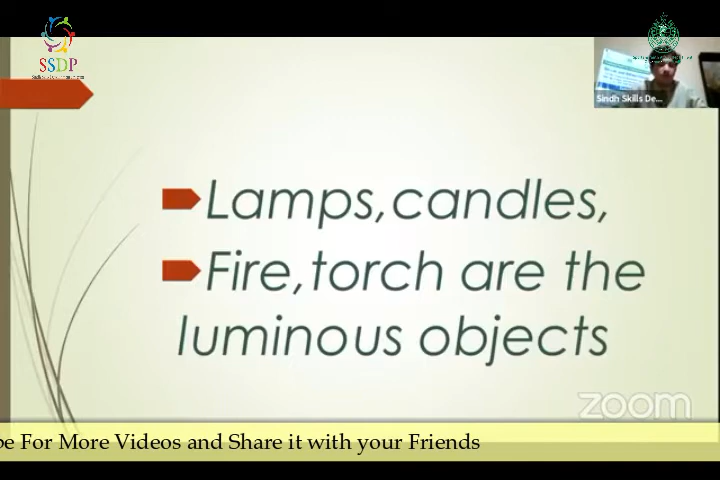 SSDP
Sindh Skills De...
Lamps,candles,
Fire,torch are the
luminous objects
zoom
be For More Videos and Share it with your Friends